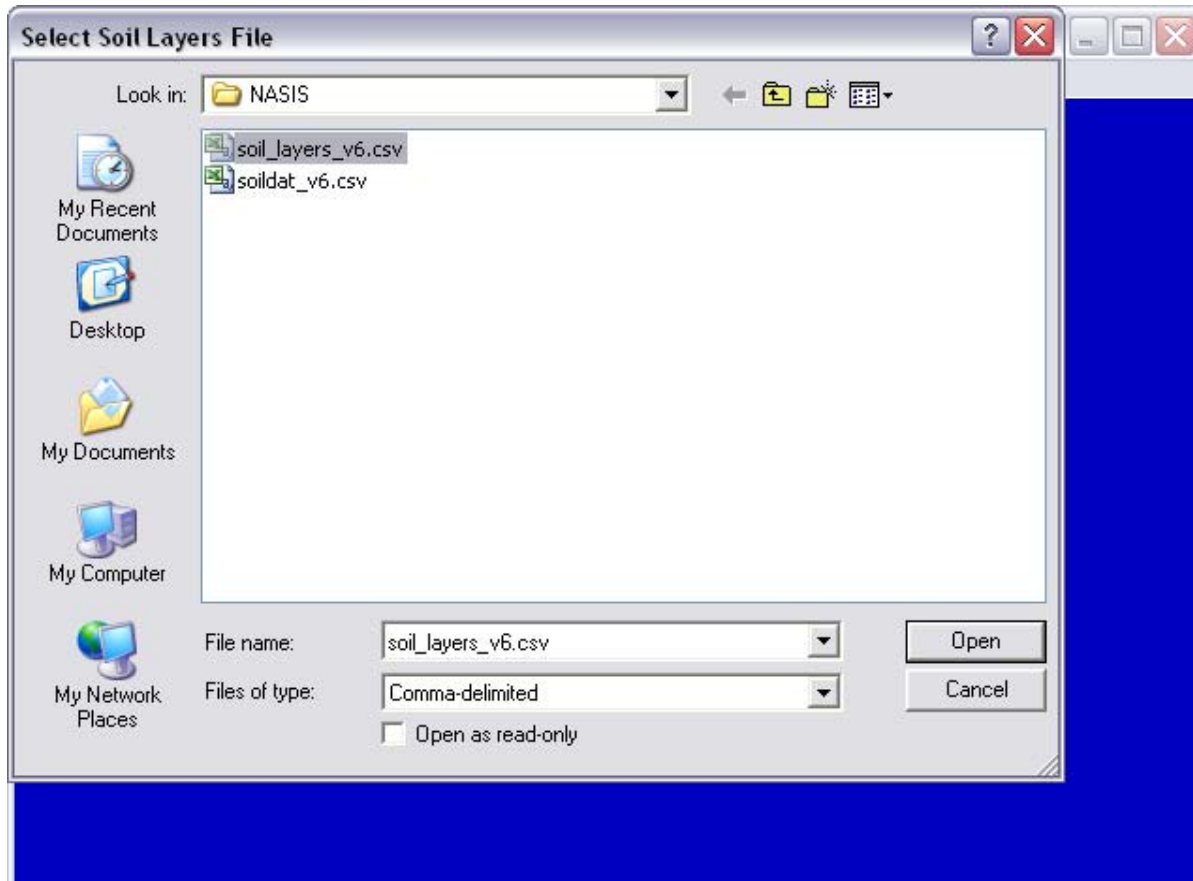 Select Soil Layers File
Look in: NASIS
soil_layers_v6.csv
soildat_v6.csv
My Recent
Documents
Desktop
My Documents
My Computer
My Network
Places
File name: soil_layers_v6.csv Open
Files of type: Comma-delimited Cancel
Open as read-only